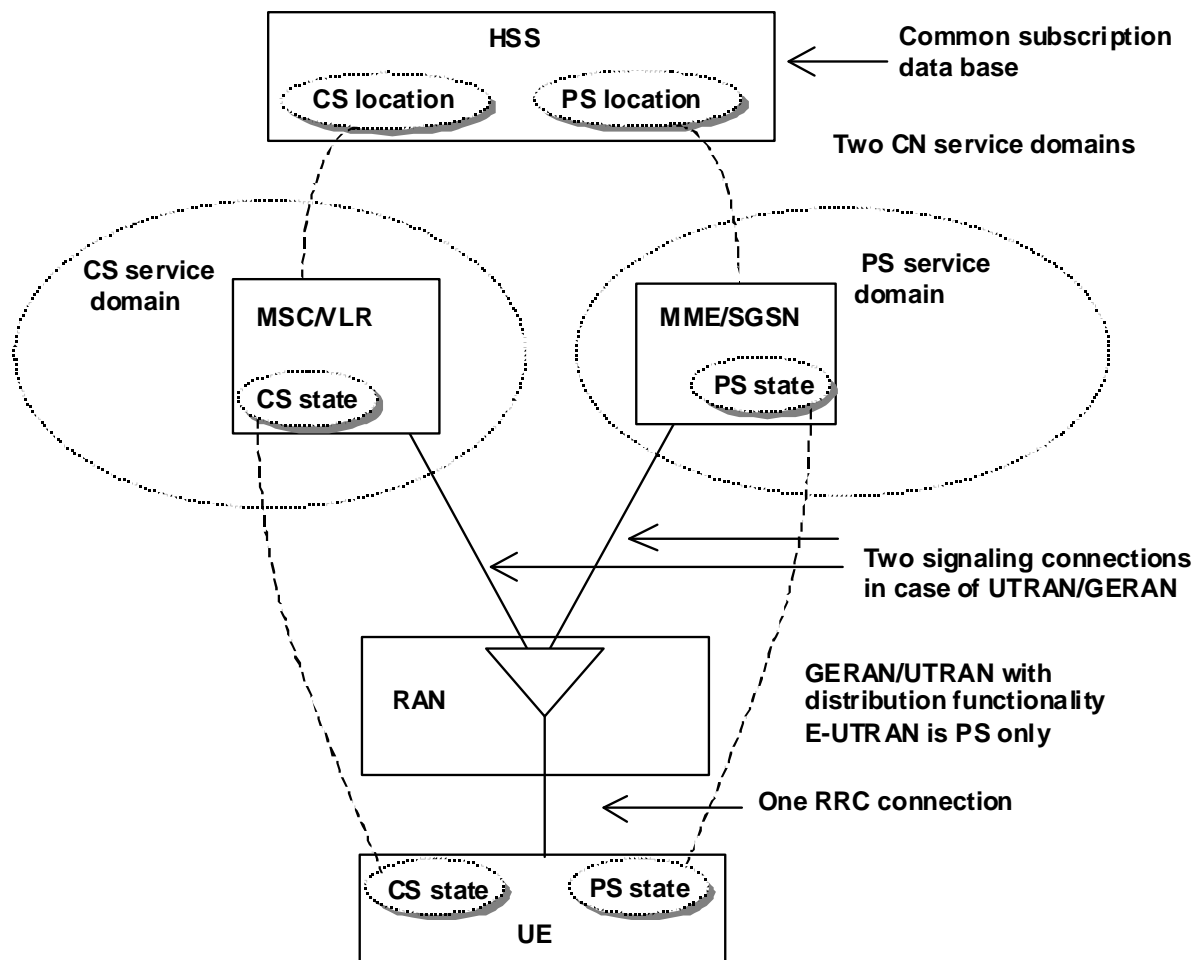 HSS
Common subscription
data base
CS location
PS location
Two CN service domains
CS service
domain
PS service
domain
MSC/VLR
MME/SGSN
CS state
PS state
Two signaling connections
in case of UTRAN/GERAN
RAN
GERAN/UTRAN with
distribution functionality
E-UTRAN is PS only
One RRC connection
CS state
PS state
UE